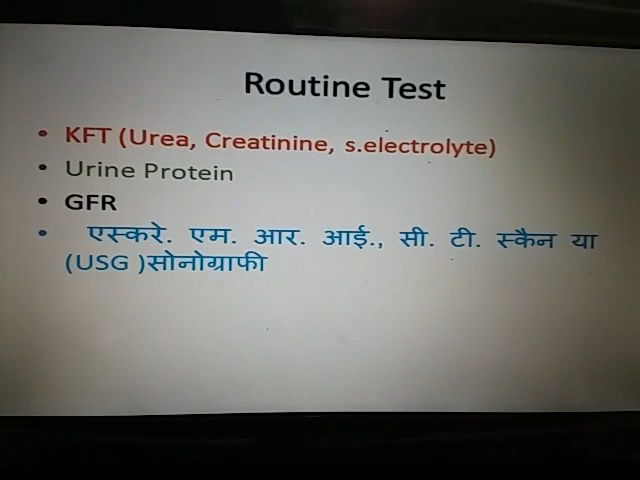 Routine Test
• KFT (Urea, Creatinine, s.electrolyte)
• Urine Protein
• GFR
• एस्करे. एम. आर. आई., सी. टी. स्कैन या
(USG )सोनोग्राफी